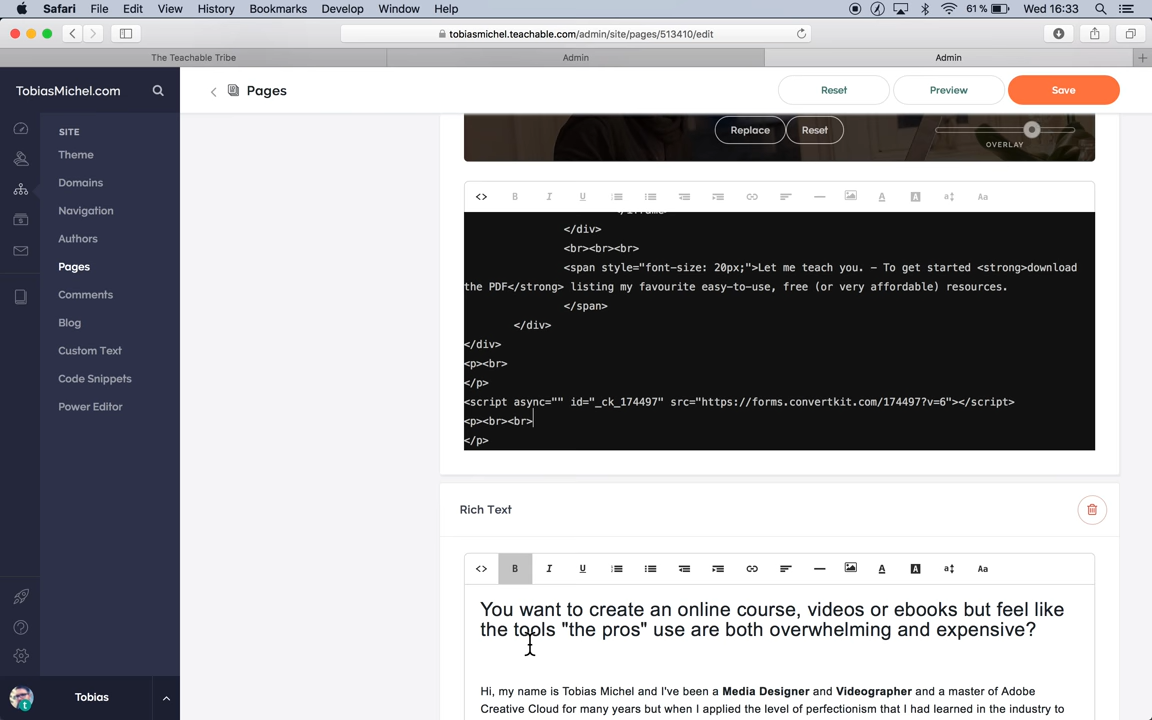 Safari File Edit View History Bookmarks Develop Window Help 61% Wed 16:33
tobiasmichel.teachable.com/admin/site/pages/513410/edit
The Teachable Tribe Admin Admin
TobiasMichel.com Pages Reset Preview Save
SITE
Theme
Domains
Navigation
Authors
Pages
Comments
Blog
Custom Text
Code Snippets
Power Editor
Tobias
Replace Reset
OVERLAY
<> B I U A A Aa
</div>
<br><br><br>
<span style="font-size: 20px;">Let me teach you. – To get started <strong>download
the PDF</strong> listing my favourite easy-to-use, free (or very affordable) resources.
</span>
</div>
</div>
<p><br>
</p>
<script async="" id="_ck_174497" src="https://forms.convertkit.com/174497?v=6"></script>
<p><br><br>
</p>
Rich Text
<> B I U A A Aa
You want to create an online course, videos or ebooks but feel like
the tools "the pros" use are both overwhelming and expensive?
Hi, my name is Tobias Michel and I've been a Media Designer and Videographer and a master of Adobe
Creative Cloud for many years but when I applied the level of perfectionism that I had learned in the industry to